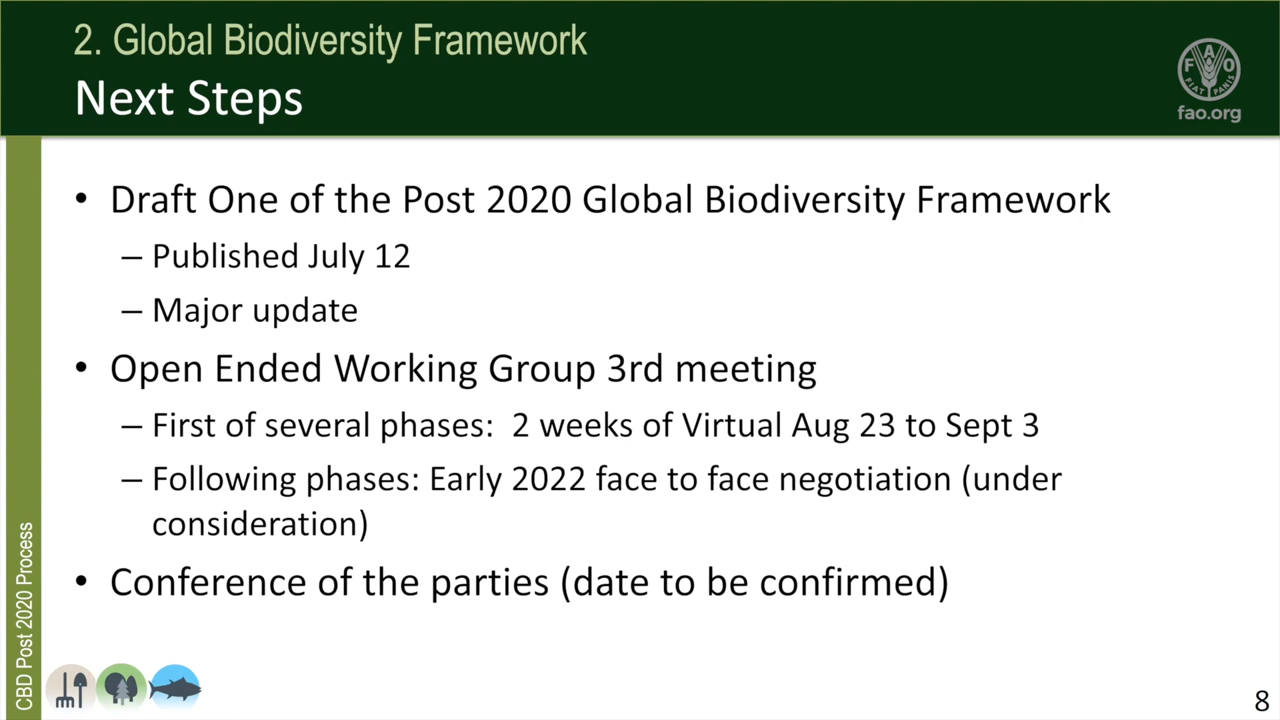 2. Global Biodiversity Framework
Next Steps
FAO
FIAT PANIS
fao.org
• Draft One of the Post 2020 Global Biodiversity Framework
– Published July 12
– Major update
• Open Ended Working Group 3rd meeting
– First of several phases:  2 weeks of Virtual Aug 23 to Sept 3
– Following phases: Early 2022 face to face negotiation (under
consideration)
• Conference of the parties (date to be confirmed)
CBD Post 2020 Process
8